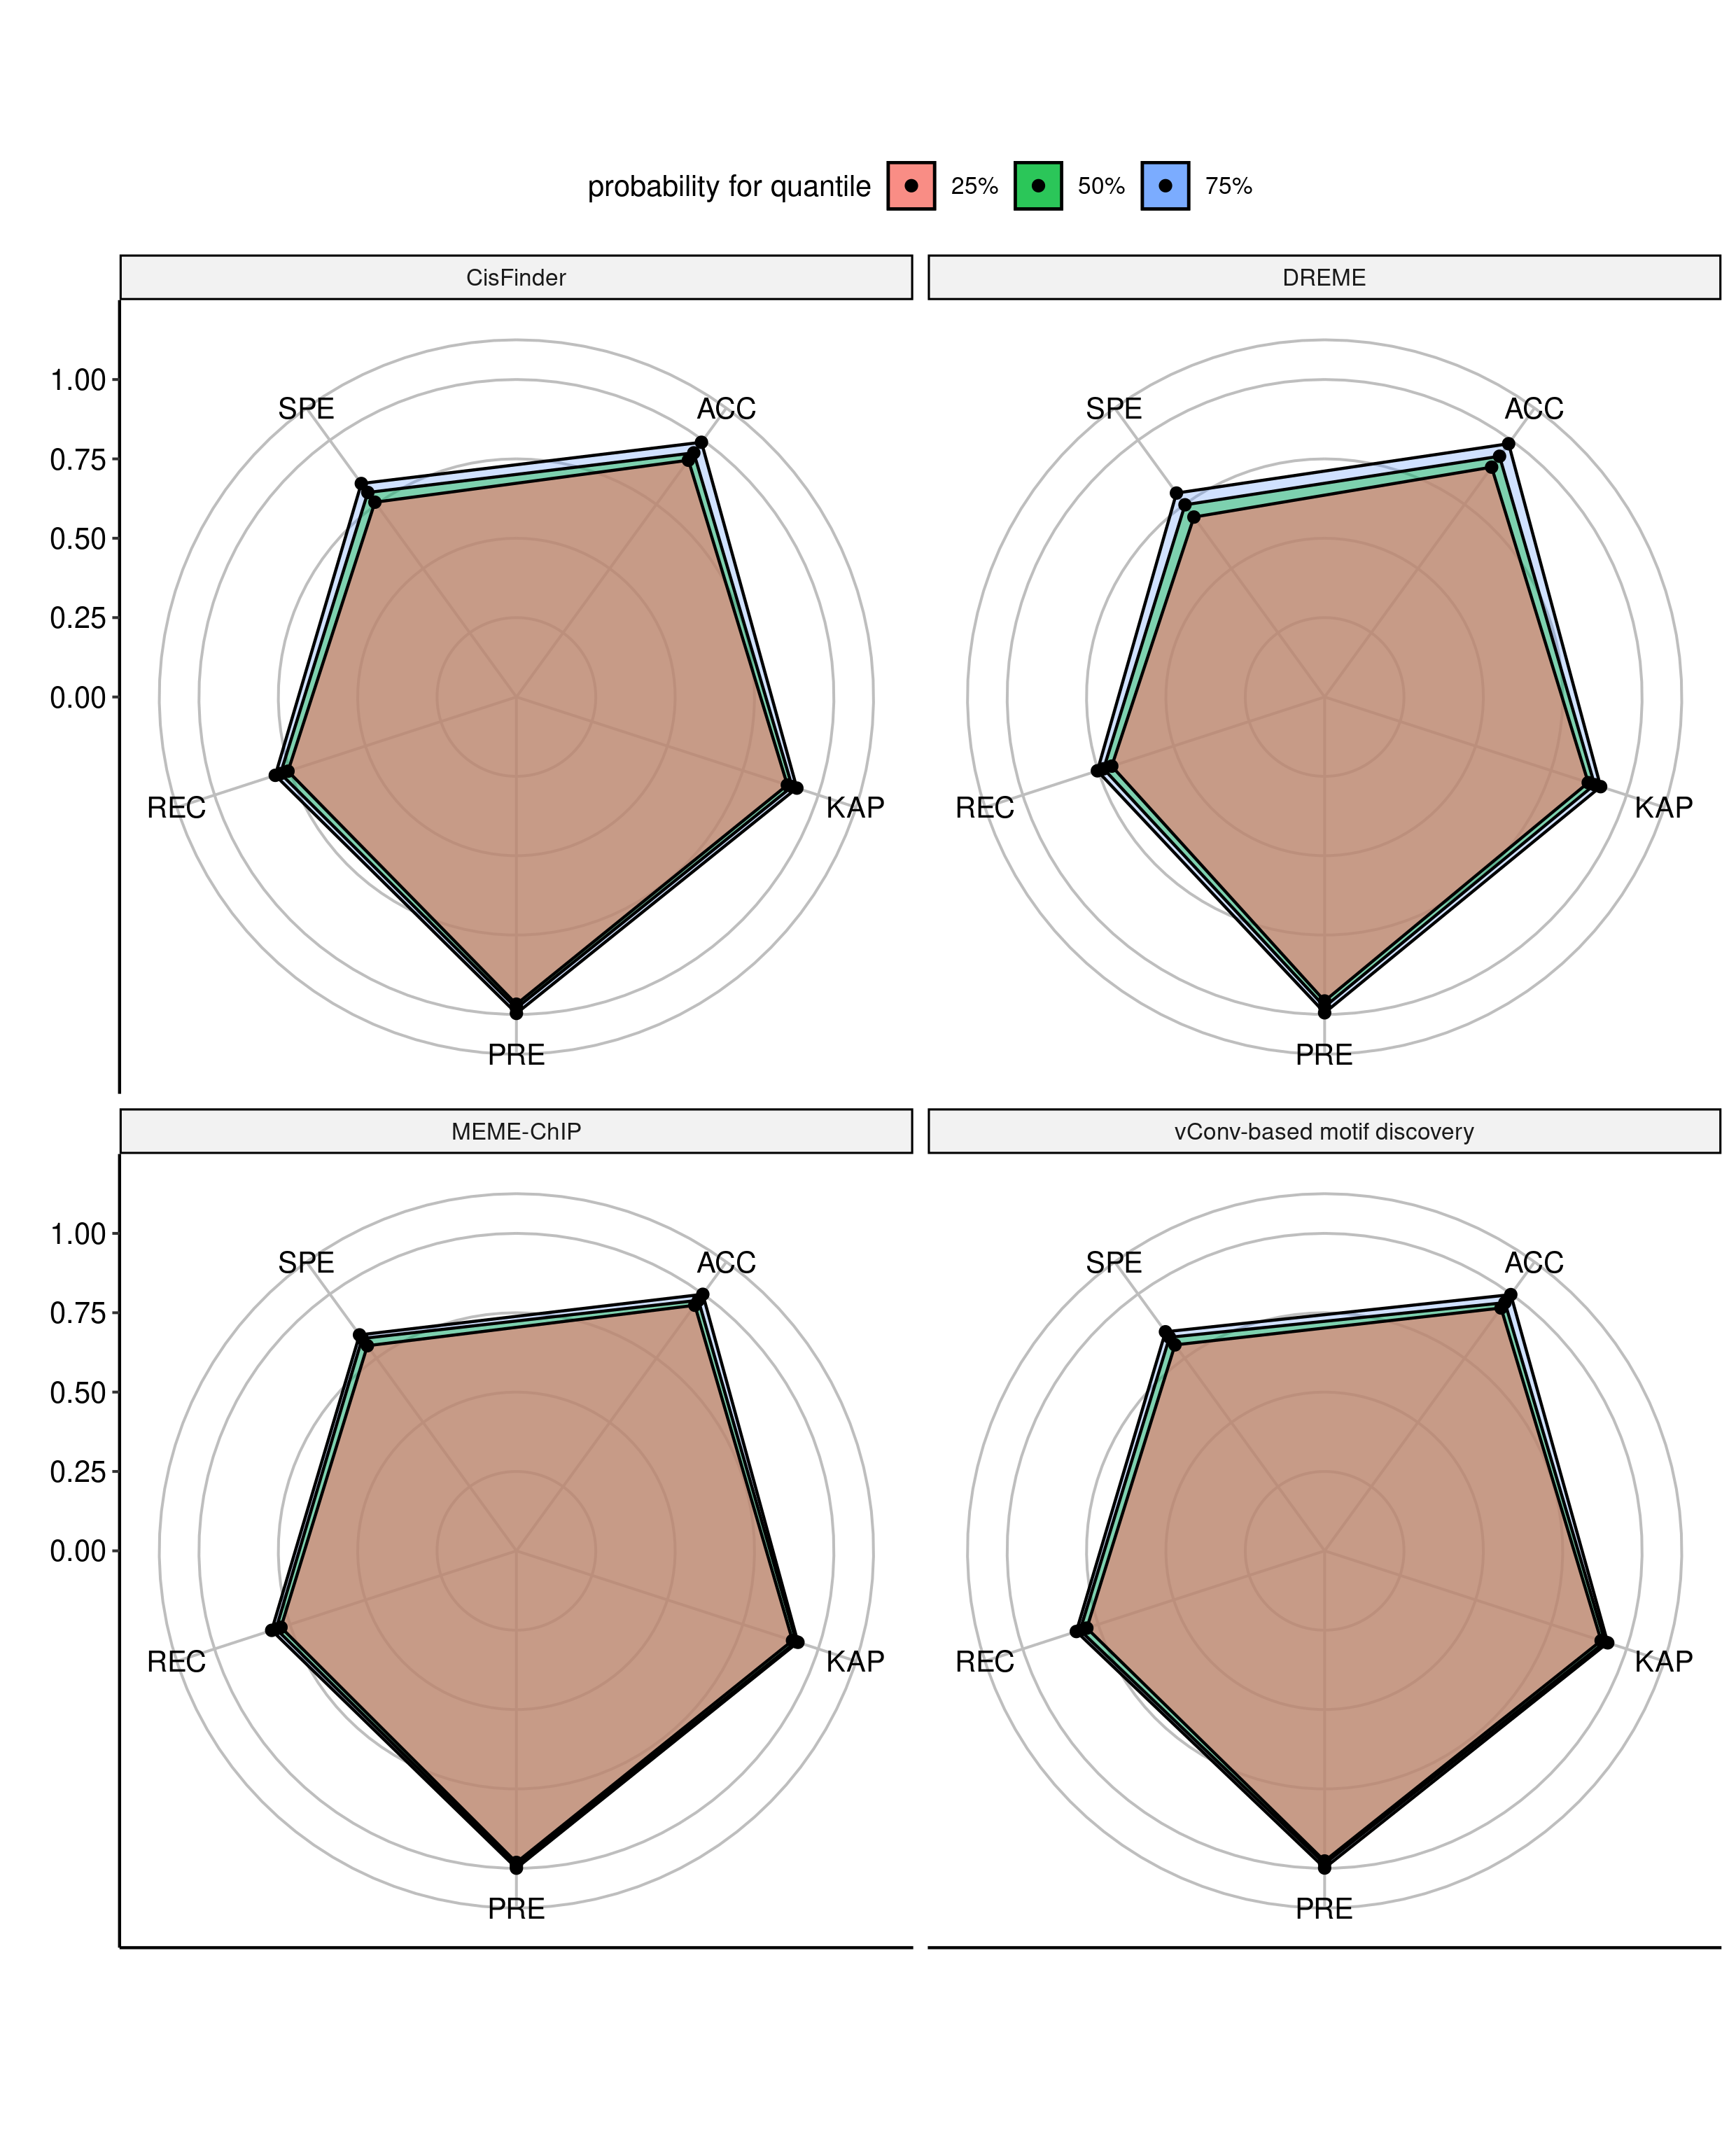 probability for quantile 25% 50% 75%
CisFinder DREME
1.00
0.75
0.50
0.25
0.00
SPE ACC SPE ACC
REC KAP REC KAP
PRE PRE
MEME-ChIP vConv-based motif discovery
1.00
0.75
0.50
0.25
0.00
SPE ACC SPE ACC
REC KAP REC KAP
PRE PRE